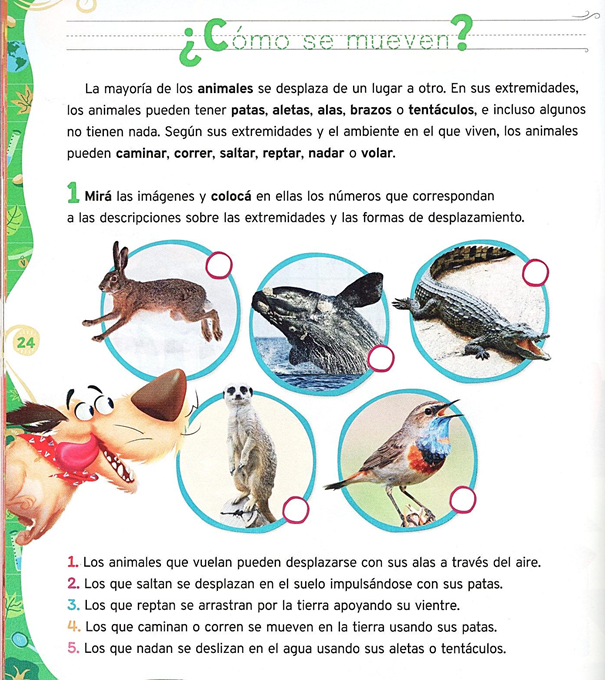 ¿Cómo se mueven?
La mayoría de los animales se desplaza de un lugar a otro. En sus extremidades,
los animales pueden tener patas, aletas, alas, brazos o tentáculos, e incluso algunos
no tienen nada. Según sus extremidades y el ambiente en el que viven, los animales
pueden caminar, correr, saltar, reptar, nadar o volar.
1 Mirá las imágenes y colocá en ellas los números que correspondan
a las descripciones sobre las extremidades y las formas de desplazamiento.
24
1. Los animales que vuelan pueden desplazarse con sus alas a través del aire.
2. Los que saltan se desplazan en el suelo impulsándose con sus patas.
3. Los que reptan se arrastran por la tierra apoyando su vientre.
4. Los que caminan o corren se mueven en la tierra usando sus patas.
5. Los que nadan se deslizan en el agua usando sus aletas o tentáculos.